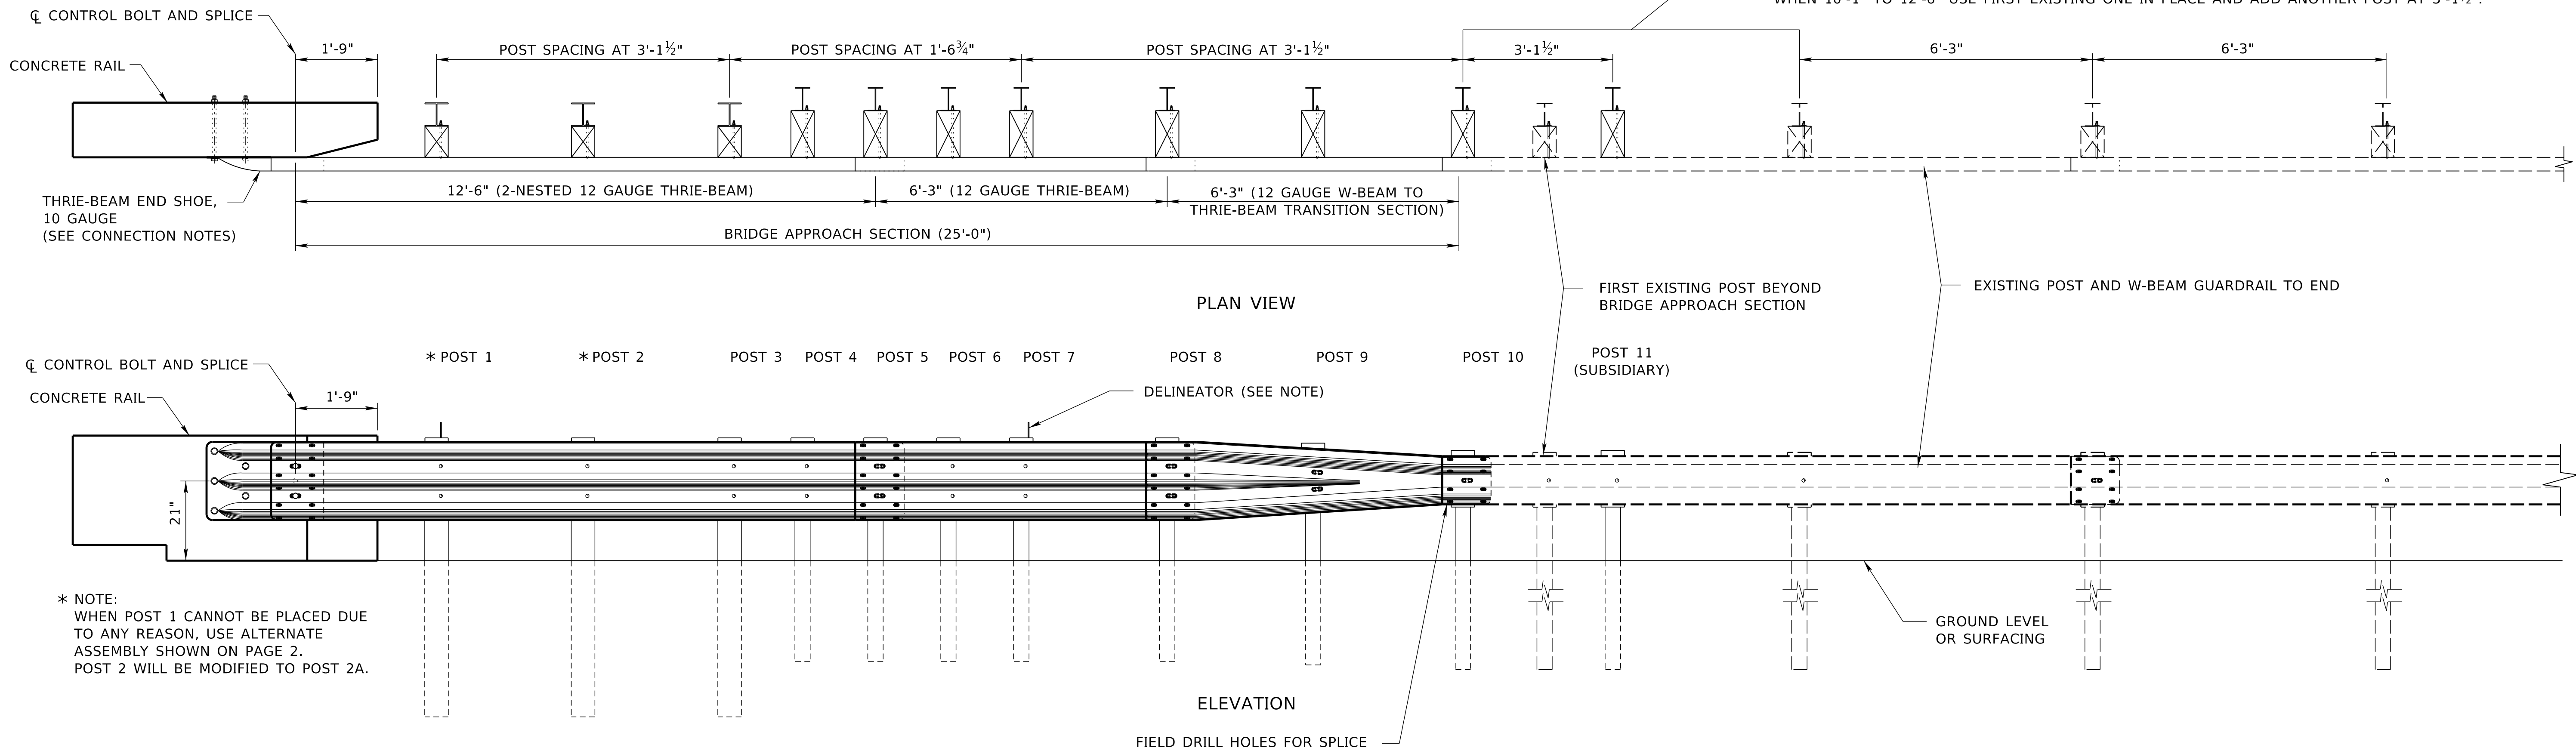 WHEN 10'-1" TO 12'-6" USE FIRST EXISTING ONE IN PLACE AND ADD ANOTHER POST AT 3'-1½".
℄ CONTROL BOLT AND SPLICE
1'-9"
POST SPACING AT 3'-1½"
POST SPACING AT 1'-6¾"
POST SPACING AT 3'-1½"
3'-1½"
6'-3"
6'-3"
CONCRETE RAIL
12'-6" (2-NESTED 12 GAUGE THRIE-BEAM)
6'-3" (12 GAUGE THRIE-BEAM)
6'-3" (12 GAUGE W-BEAM TO
THRIE-BEAM TRANSITION SECTION)
THRIE-BEAM END SHOE,
10 GAUGE
(SEE CONNECTION NOTES)
BRIDGE APPROACH SECTION (25'-0")
PLAN VIEW
FIRST EXISTING POST BEYOND
BRIDGE APPROACH SECTION
EXISTING POST AND W-BEAM GUARDRAIL TO END
℄ CONTROL BOLT AND SPLICE
* POST 1
* POST 2
POST 3
POST 4
POST 5
POST 6
POST 7
POST 8
POST 9
POST 10
POST 11
(SUBSIDIARY)
CONCRETE RAIL
1'-9"
DELINEATOR (SEE NOTE)
21"
* NOTE:
WHEN POST 1 CANNOT BE PLACED DUE
TO ANY REASON, USE ALTERNATE
ASSEMBLY SHOWN ON PAGE 2.
POST 2 WILL BE MODIFIED TO POST 2A.
GROUND LEVEL
OR SURFACING
ELEVATION
FIELD DRILL HOLES FOR SPLICE